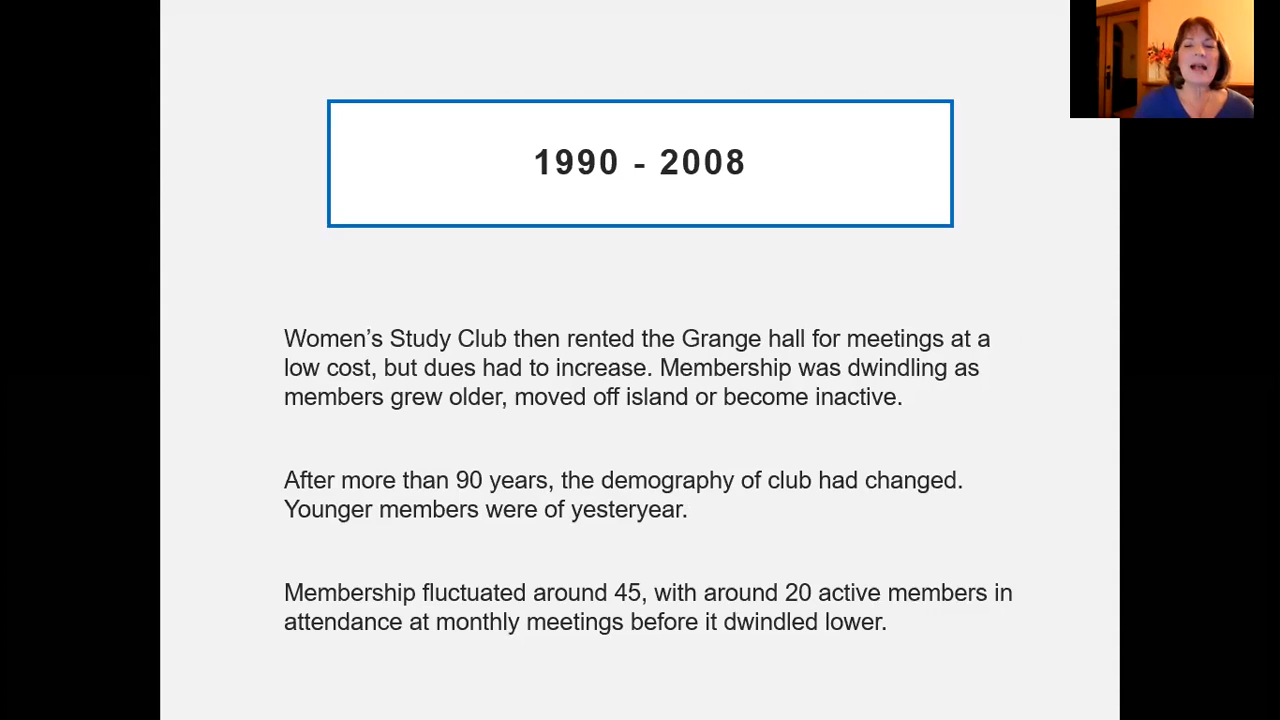 1990 - 2008
Women’s Study Club then rented the Grange hall for meetings at a
low cost, but dues had to increase. Membership was dwindling as
members grew older, moved off island or become inactive.
After more than 90 years, the demography of club had changed.
Younger members were of yesteryear.
Membership fluctuated around 45, with around 20 active members in
attendance at monthly meetings before it dwindled lower.